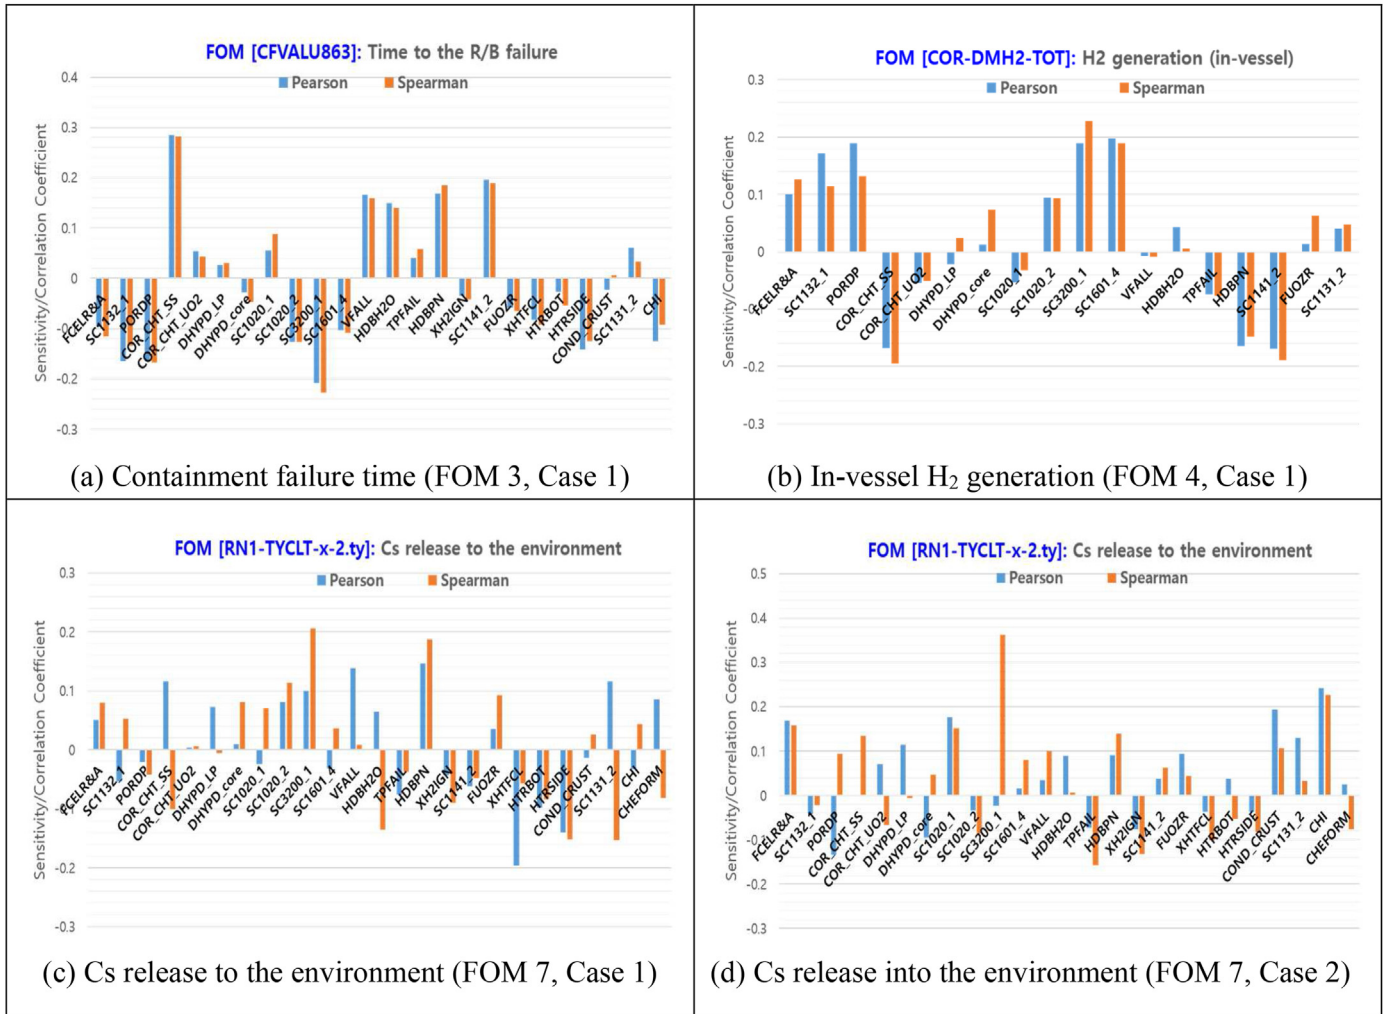 FOM [CFVALU863]: Time to the R/B failure
Pearson Spearman
Sensitivity/Correlation Coefficient
0.4
0.3
0.2
0.1
0
-0.1
-0.2
-0.3
FCELR&A
SC1132_1
PORDP
COR_CHT_SS
COR_CHT_UO2
DHYPD_LP
DHYPD_core
SC1020_1
SC1020_2
SC3200_1
SC1601_4
VFALL
HDBH2O
TPFAIL
HDBPN
XH2IGN
SC1141_2
FUOZR
XHTFCL
HTRBOT
HTRSIDE
COND_CRUST
SC1131_2
CHI
(a) Containment failure time (FOM 3, Case 1)
FOM [COR-DMH2-TOT]: H2 generation (in-vessel)
Pearson Spearman
Sensitivity/Correlation Coefficient
0.3
0.2
0.1
0
-0.1
-0.2
-0.3
FCELR&A
SC1132_1
PORDP
COR_CHT_SS
COR_CHT_UO2
DHYPD_LP
DHYPD_core
SC1020_1
SC1020_2
SC3200_1
SC1601_4
VFALL
HDBH2O
TPFAIL
HDBPN
SC1141_2
FUOZR
SC1131_2
(b) In-vessel H₂ generation (FOM 4, Case 1)
FOM [RN1-TYCLT-x-2.ty]: Cs release to the environment
Pearson Spearman
Sensitivity/Correlation Coefficient
0.3
0.2
0.1
0
-0.1
-0.2
-0.3
FCELR&A
SC1132_1
PORDP
COR_CHT_SS
COR_CHT_UO2
DHYPD_LP
DHYPD_core
SC1020_1
SC1020_2
SC3200_1
SC1601_4
VFALL
HDBH2O
TPFAIL
HDBPN
XH2IGN
SC1141_2
FUOZR
XHTFCL
HTRBOT
HTRSIDE
COND_CRUST
SC1131_2
CHI
CHEFORM
(c) Cs release to the environment (FOM 7, Case 1)
FOM [RN1-TYCLT-x-2.ty]: Cs release to the environment
Pearson Spearman
Sensitivity/Correlation Coefficient
0.5
0.4
0.3
0.2
0.1
0
-0.1
-0.2
-0.3
FCELR&A
SC1132_1
PORDP
COR_CHT_SS
COR_CHT_UO2
DHYPD_LP
DHYPD_core
SC1020_1
SC1020_2
SC3200_1
SC1601_4
VFALL
HDBH2O
TPFAIL
HDBPN
XH2IGN
SC1141_2
FUOZR
XHTFCL
HTRBOT
HTRSIDE
COND_CRUST
SC1131_2
CHI
CHEFORM
(d) Cs release into the environment (FOM 7, Case 2)